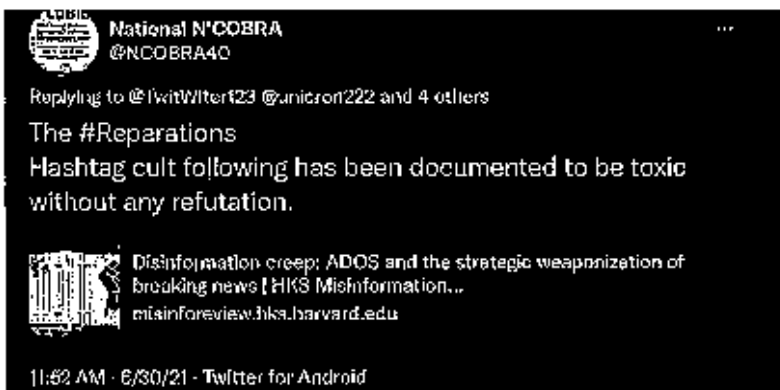 National N'COBRA
@NCOBRA40
Replying to @TwitWIter123 @unicron222 and 4 others
The #Reparations
Hashtag cult following has been documented to be toxic
without any refutation.
Disinformation creep: ADOS and the strategic weaponization of
breaking news | HKS Misinformation...
misinforeview.hks.harvard.edu
11:52 AM · 6/30/21 · Twitter for Android